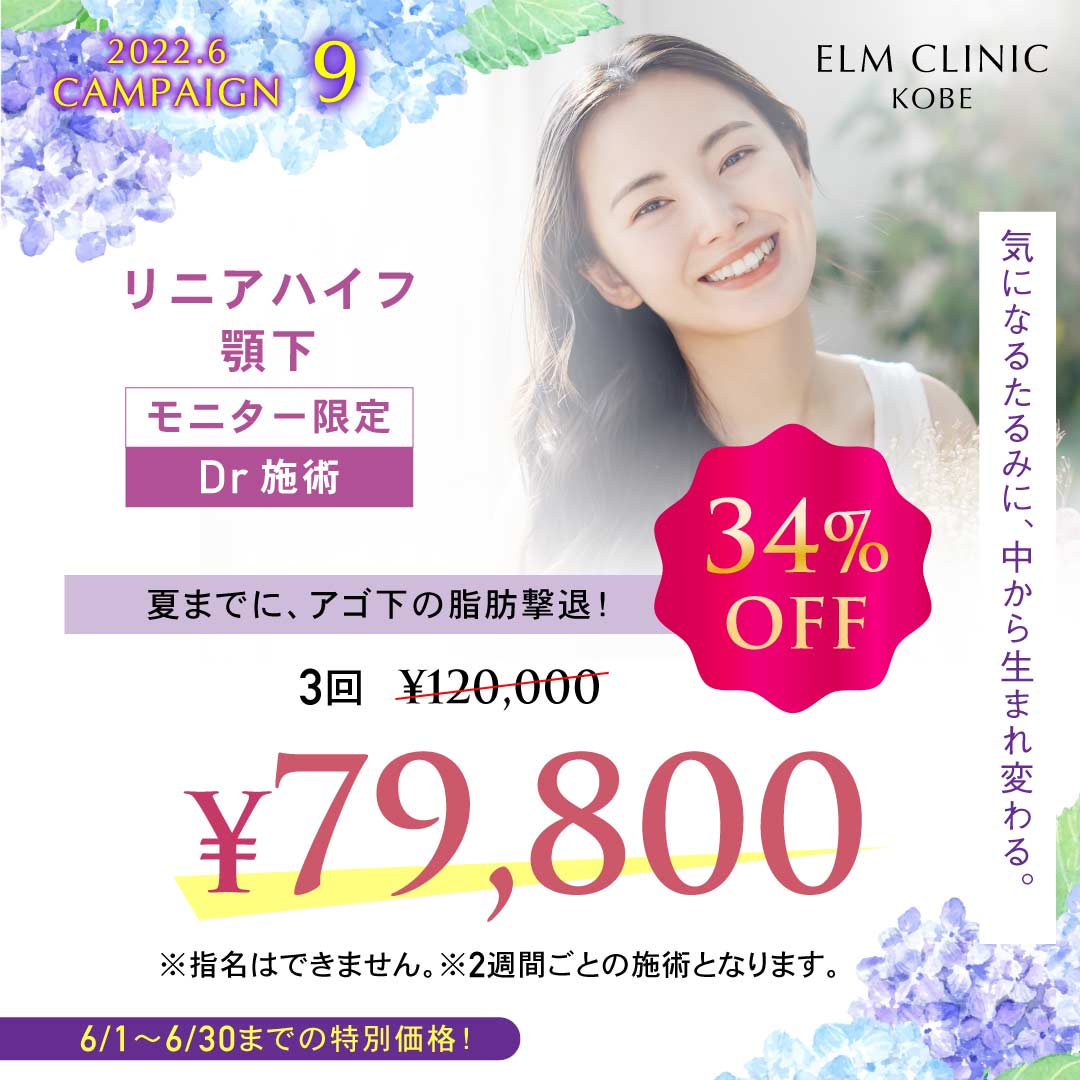 2022.6
CAMPAIGN 9
ELM CLINIC
KOBE
リニアハイフ
顎下
モニター限定
Dr 施術
気になるたるみに、中から生まれ変わる。
34%
OFF
夏までに、アゴ下の脂肪撃退！
3回 ¥120,000
¥79,800
※指名はできません。※2週間ごとの施術となります。
6/1～6/30までの特別価格！